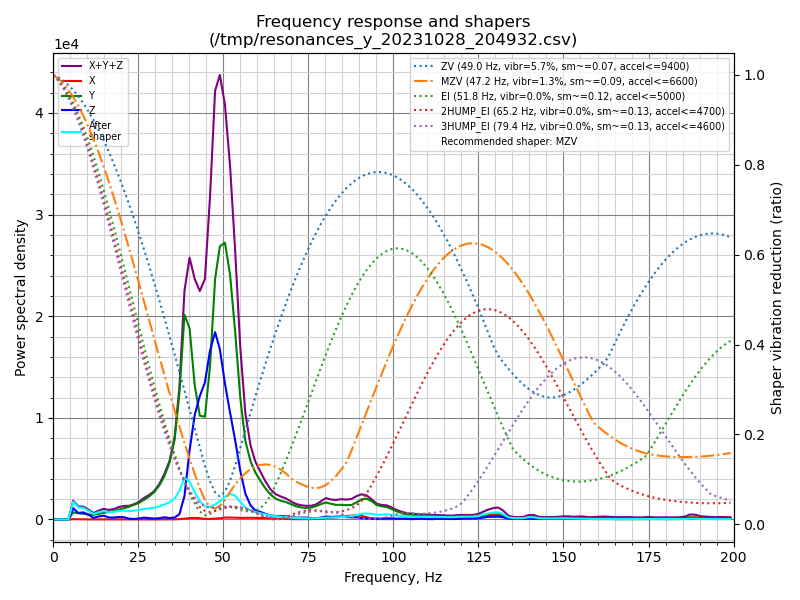 Frequency response and shapers
(/tmp/resonances_y_20231028_204932.csv)
1e4
X+Y+Z
X
Y
Z
After
shaper
ZV (49.0 Hz, vibr=5.7%, sm~=0.07, accel<=9400)
MZV (47.2 Hz, vibr=1.3%, sm~=0.09, accel<=6600)
EI (51.8 Hz, vibr=0.0%, sm~=0.12, accel<=5000)
2HUMP_EI (65.2 Hz, vibr=0.0%, sm~=0.13, accel<=4700)
3HUMP_EI (79.4 Hz, vibr=0.0%, sm~=0.13, accel<=4600)
Recommended shaper: MZV
Power spectral density
4
3
2
1
0
1.0
0.8
0.6
0.4
0.2
0.0
Shaper vibration reduction (ratio)
0 25 50 75 100 125 150 175 200
Frequency, Hz